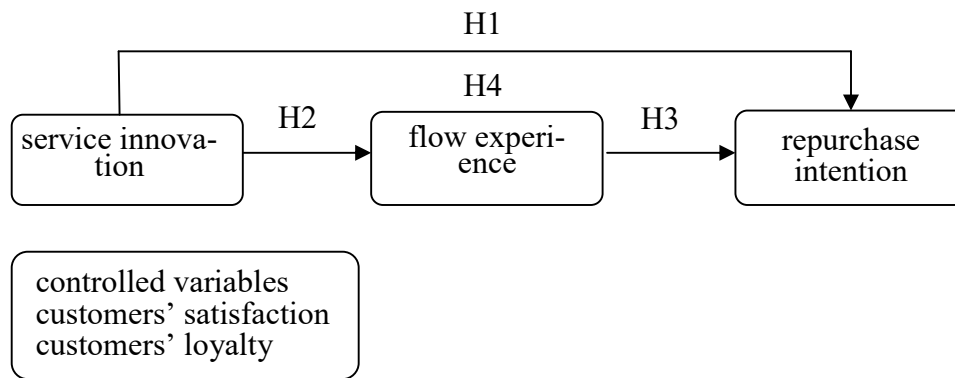 H1
H4
H2
H3
service innova-
tion
flow experi-
ence
repurchase
intention
controlled variables
customers’ satisfaction
customers’ loyalty